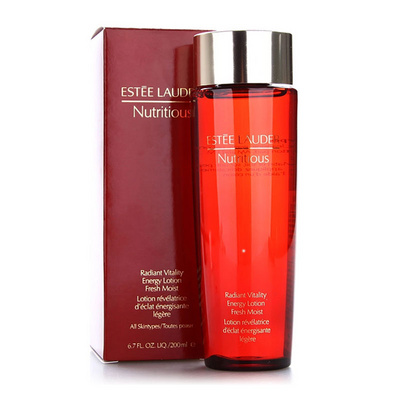 ESTĒE LAUDE
Nutritious
Radiant Vitality
Energy Lotion
Fresh Moist
Lotion révélatrice
d'éclat énergisante
légère
All Skintypes/Toutes
6.7 FL. OZ. LIQ./200ml
ESTĒE LAUDE
Nutritious
Radiant Vitality
Energy Lotion
Fresh Moist
Lotion révélatrice
d'éclat énergisante
légère